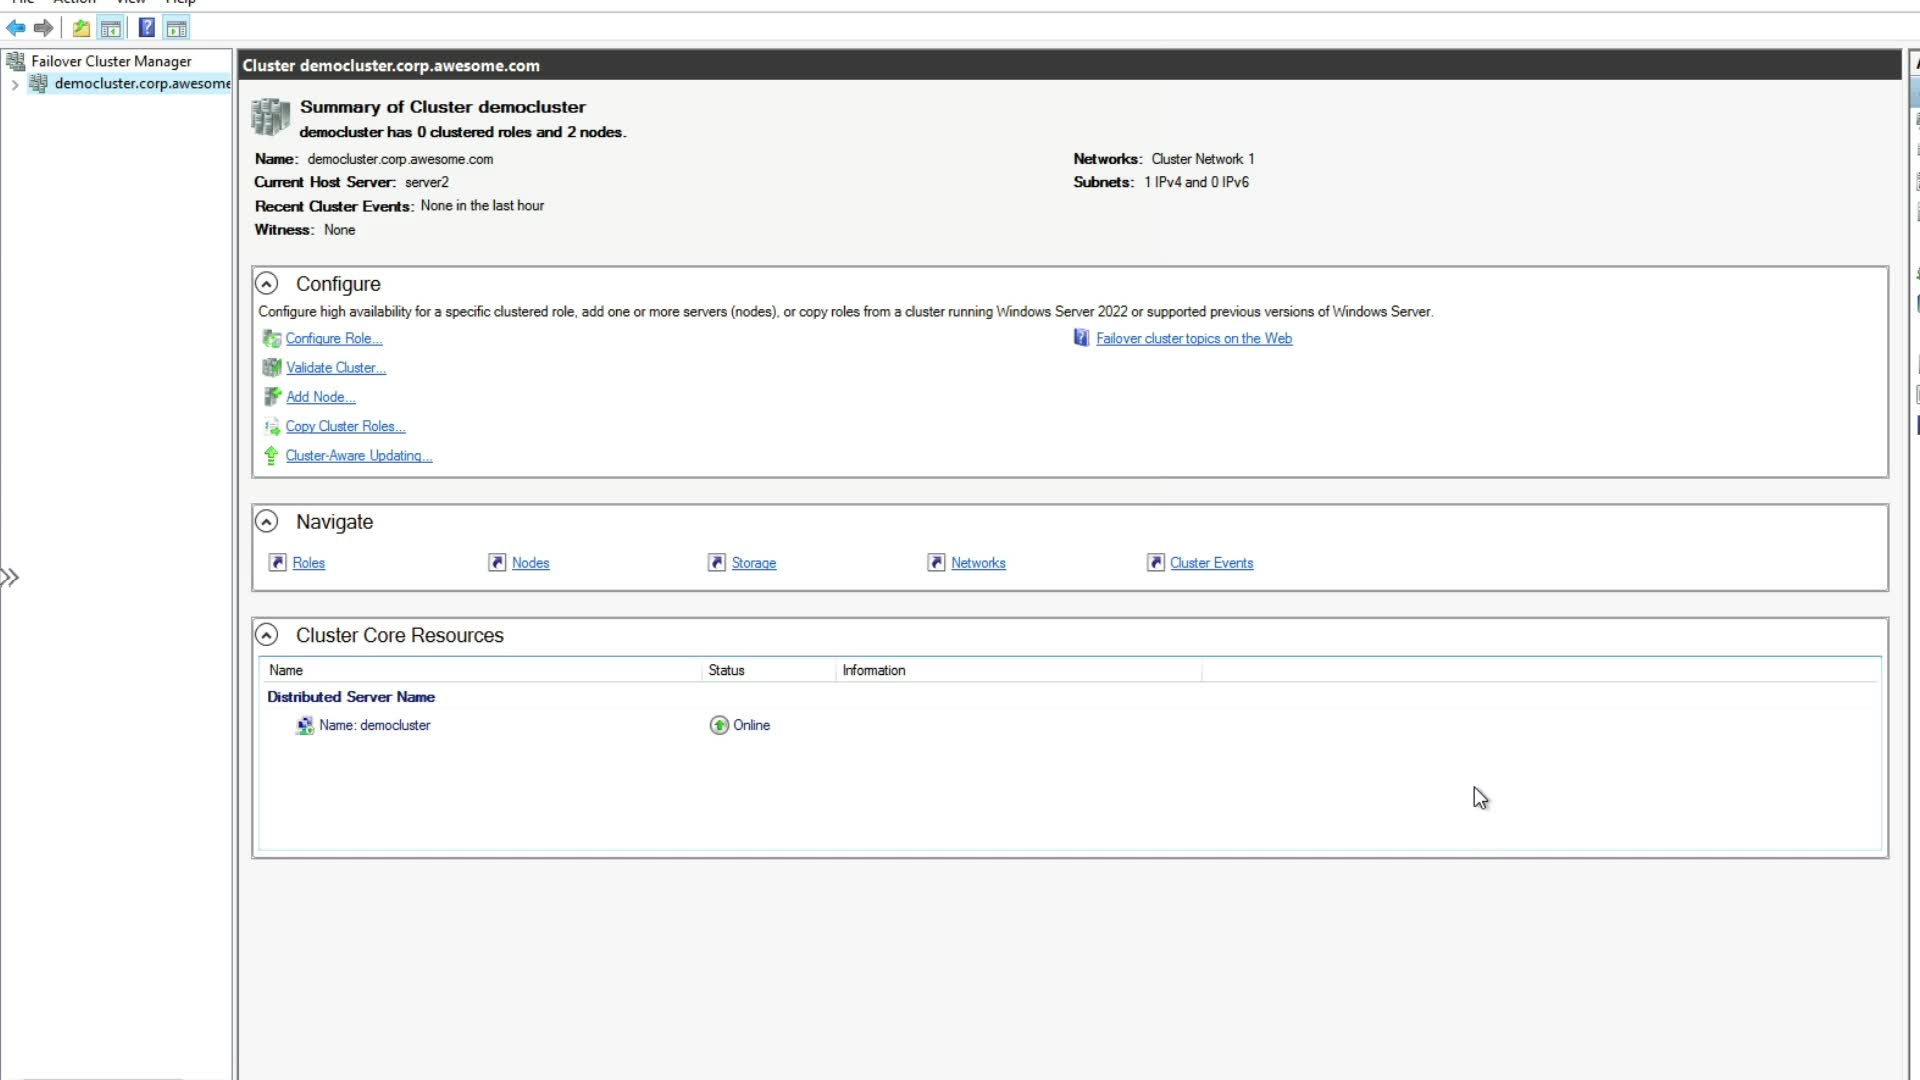 File Action View Help
Failover Cluster Manager
democluster.corp.awesome
Cluster democluster.corp.awesome.com
Summary of Cluster democluster
democluster has 0 clustered roles and 2 nodes.
Name: democluster.corp.awesome.com
Networks: Cluster Network 1
Current Host Server: server2
Subnets: 1 IPv4 and 0 IPv6
Recent Cluster Events: None in the last hour
Witness: None
Configure
Configure high availability for a specific clustered role, add one or more servers (nodes), or copy roles from a cluster running Windows Server 2022 or supported previous versions of Windows Server.
Configure Role...
Failover cluster topics on the Web
Validate Cluster...
Add Node...
Copy Cluster Roles...
Cluster-Aware Updating...
Navigate
Roles Nodes Storage Networks Cluster Events
Cluster Core Resources
Name Status Information
Distributed Server Name
Name: democluster Online